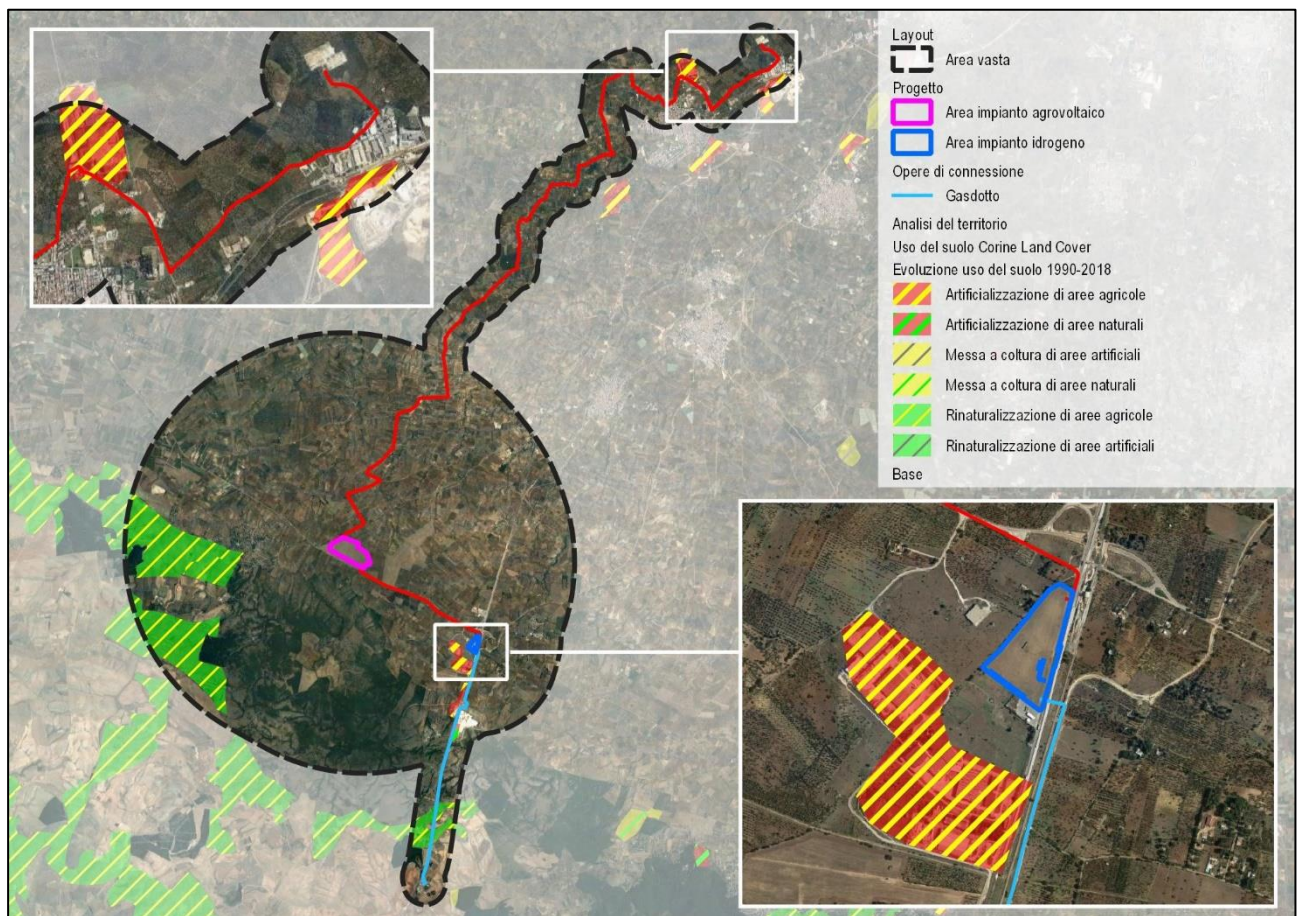 Layout
Area vasta
Progetto
Area impianto agrovoltaico
Area impianto idrogeno
Opere di connessione
Gasdotto
Analisi del territorio
Uso del suolo Corine Land Cover
Evoluzione uso del suolo 1990-2018
Artificializzazione di aree agricole
Artificializzazione di aree naturali
Messa a coltura di aree artificiali
Messa a coltura di aree naturali
Rinaturalizzazione di aree agricole
Rinaturalizzazione di aree artificiali
Base